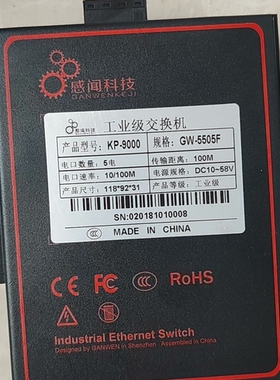 感闻科技
GANWENKEJI
感闻科技 工业级交换机
产品型号: KP-9000 规格: GW-5505F
电口数量: 5电 传输距离: 100M
电口速率: 10/100M 电源规格: DC10~58V
产品尺寸: 118*92*31 产品等级: 工业级
SN:020181010008
MADE IN CHINA
CE FC CCC RoHS
Industrial Ethernet Switch
Designed by GANWEN in Shenzhen Assembled in China